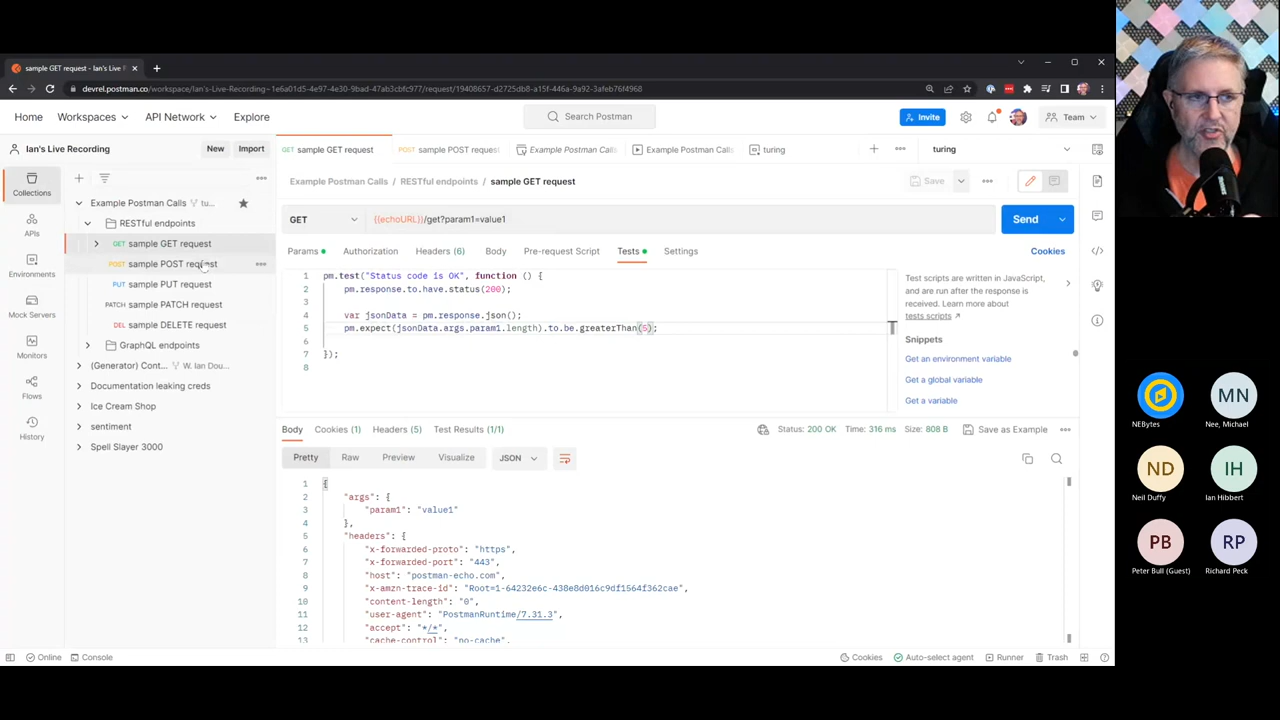 sample GET request - Ian's Live R
devrel.postman.co/workspace/Ian's-Live-Recording~1e6a01d5-4e97-4e30-9bad-47ab3cbfc977/request/19408657-d2725db8-a15f-446a-9a92-3afeb76f4968
Home Workspaces API Network Explore Search Postman Invite Team
Ian's Live Recording New Import
GET sample GET request POST sample POST request Example Postman Calls Example Postman Calls turing turing
Collections
APIs
Environments
Mock Servers
Monitors
Flows
History
Example Postman Calls tu...
RESTful endpoints
GET sample GET request
POST sample POST request
PUT sample PUT request
PATCH sample PATCH request
DEL sample DELETE request
GraphQL endpoints
(Generator) Cont... W. Ian Dou...
Documentation leaking creds
Ice Cream Shop
sentiment
Spell Slayer 3000
Example Postman Calls / RESTful endpoints / sample GET request Save
GET {{echoURL}}/get?param1=value1 Send
Params Authorization Headers (6) Body Pre-request Script Tests Settings Cookies
1 pm.test("Status code is OK", function () {
2 pm.response.to.have.status(200);
3
4 var jsonData = pm.response.json();
5 pm.expect(jsonData.args.param1.length).to.be.greaterThan(5);
6
7 });
8
Test scripts are written in JavaScript,
and are run after the response is
received. Learn more about
tests scripts
Snippets
Get an environment variable
Get a global variable
Get a variable
Body Cookies (1) Headers (5) Test Results (1/1) Status: 200 OK Time: 316 ms Size: 808 B Save as Example
Pretty Raw Preview Visualize JSON
1 {
2 "args": {
3 "param1": "value1"
4 },
5 "headers": {
6 "x-forwarded-proto": "https",
7 "x-forwarded-port": "443",
8 "host": "postman-echo.com",
9 "x-amzn-trace-id": "Root=1-64232e6c-438e8d016c9df1564f362cae",
10 "content-length": "0",
11 "user-agent": "PostmanRuntime/7.31.3",
12 "accept": "*/*",
13 "cache-control": "no-cache",
Online Console Cookies Auto-select agent Runner Trash
NEBytes
MN
Nee, Michael
ND
Neil Duffy
IH
Ian Hibbert
PB
Peter Bull (Guest)
RP
Richard Peck